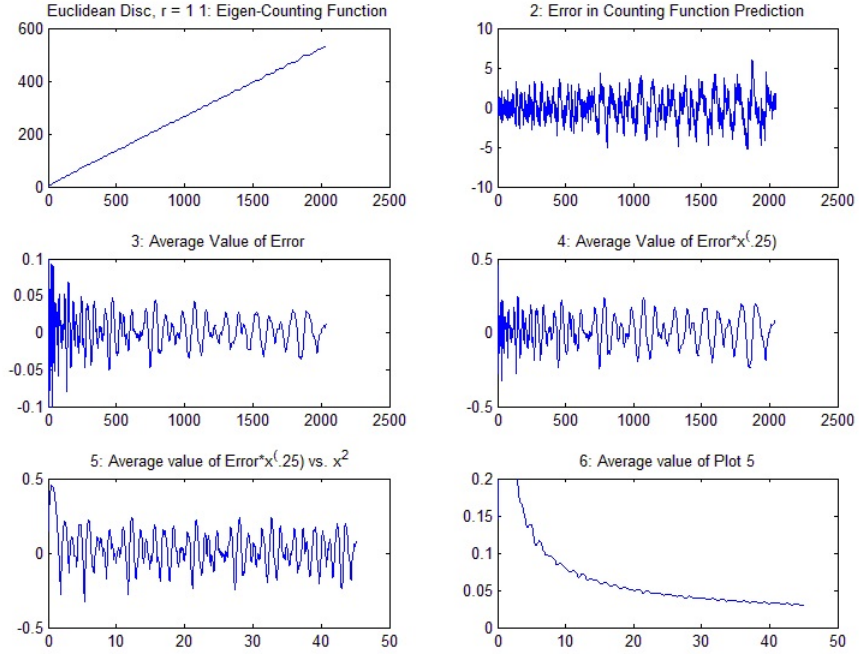 Euclidean Disc, r = 1 1: Eigen-Counting Function
600
400
200
0
0 500 1000 1500 2000 2500
2: Error in Counting Function Prediction
10
5
0
-5
-10
0 500 1000 1500 2000 2500
3: Average Value of Error
0.1
0.05
0
-0.05
-0.1
0 500 1000 1500 2000 2500
4: Average Value of Error*x(.25)
0.5
0
-0.5
0 500 1000 1500 2000 2500
5: Average value of Error*x(.25) vs. x2
0.5
0
-0.5
0 10 20 30 40 50
6: Average value of Plot 5
0.2
0.15
0.1
0.05
0
0 10 20 30 40 50